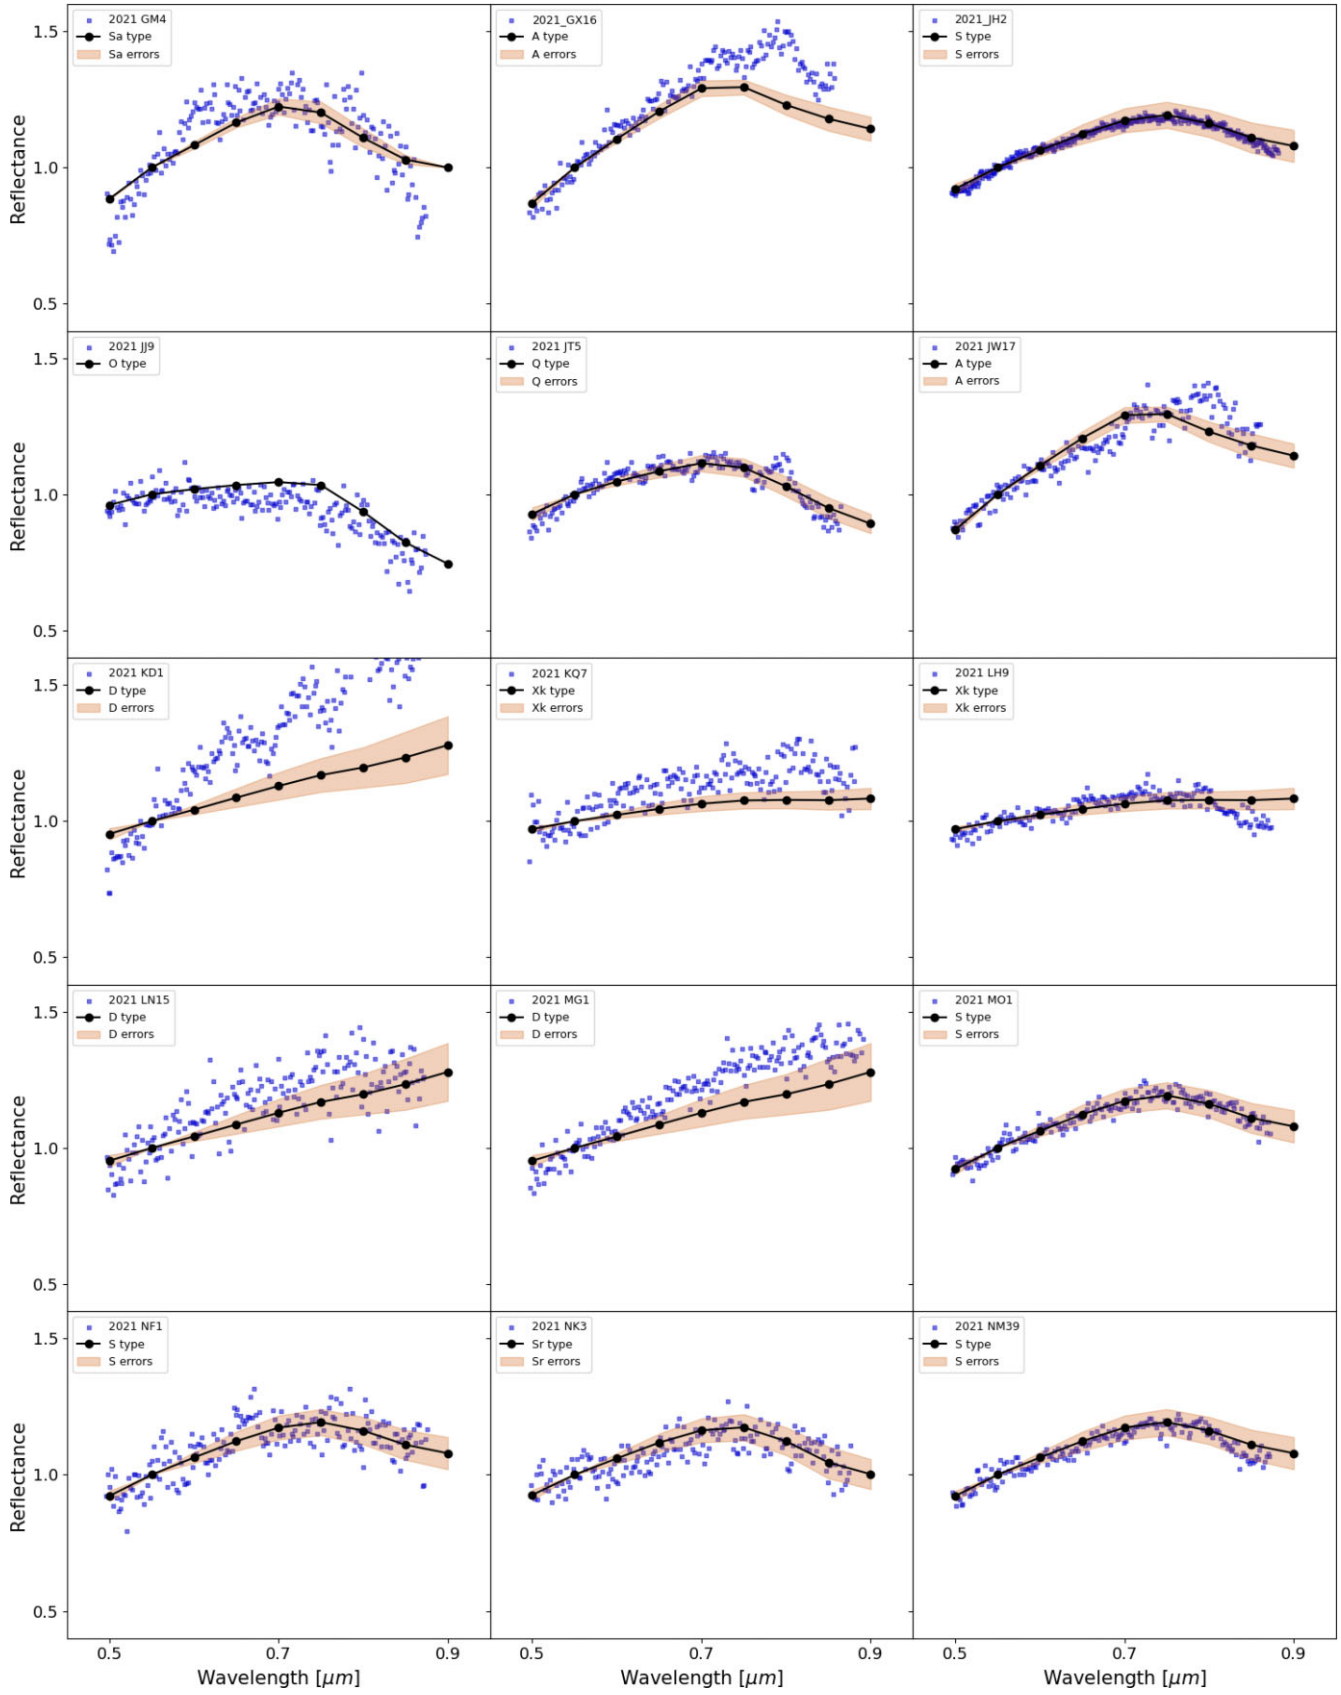 2021 GM4
Sa type
Sa errors
2021_GX16
A type
A errors
2021_JH2
S type
S errors
1.5
1.0
0.5
Reflectance
2021 JJ9
O type
2021 JT5
Q type
Q errors
2021 JW17
A type
A errors
1.5
1.0
0.5
Reflectance
2021 KD1
D type
D errors
2021 KQ7
Xk type
Xk errors
2021 LH9
Xk type
Xk errors
1.5
1.0
0.5
Reflectance
2021 LN15
D type
D errors
2021 MG1
D type
D errors
2021 MO1
S type
S errors
1.5
1.0
0.5
Reflectance
2021 NF1
S type
S errors
2021 NK3
Sr type
Sr errors
2021 NM39
S type
S errors
1.5
1.0
0.5
Reflectance
0.5 0.7 0.9 0.5 0.7 0.9 0.5 0.7 0.9
Wavelength [μm] Wavelength [μm] Wavelength [μm]